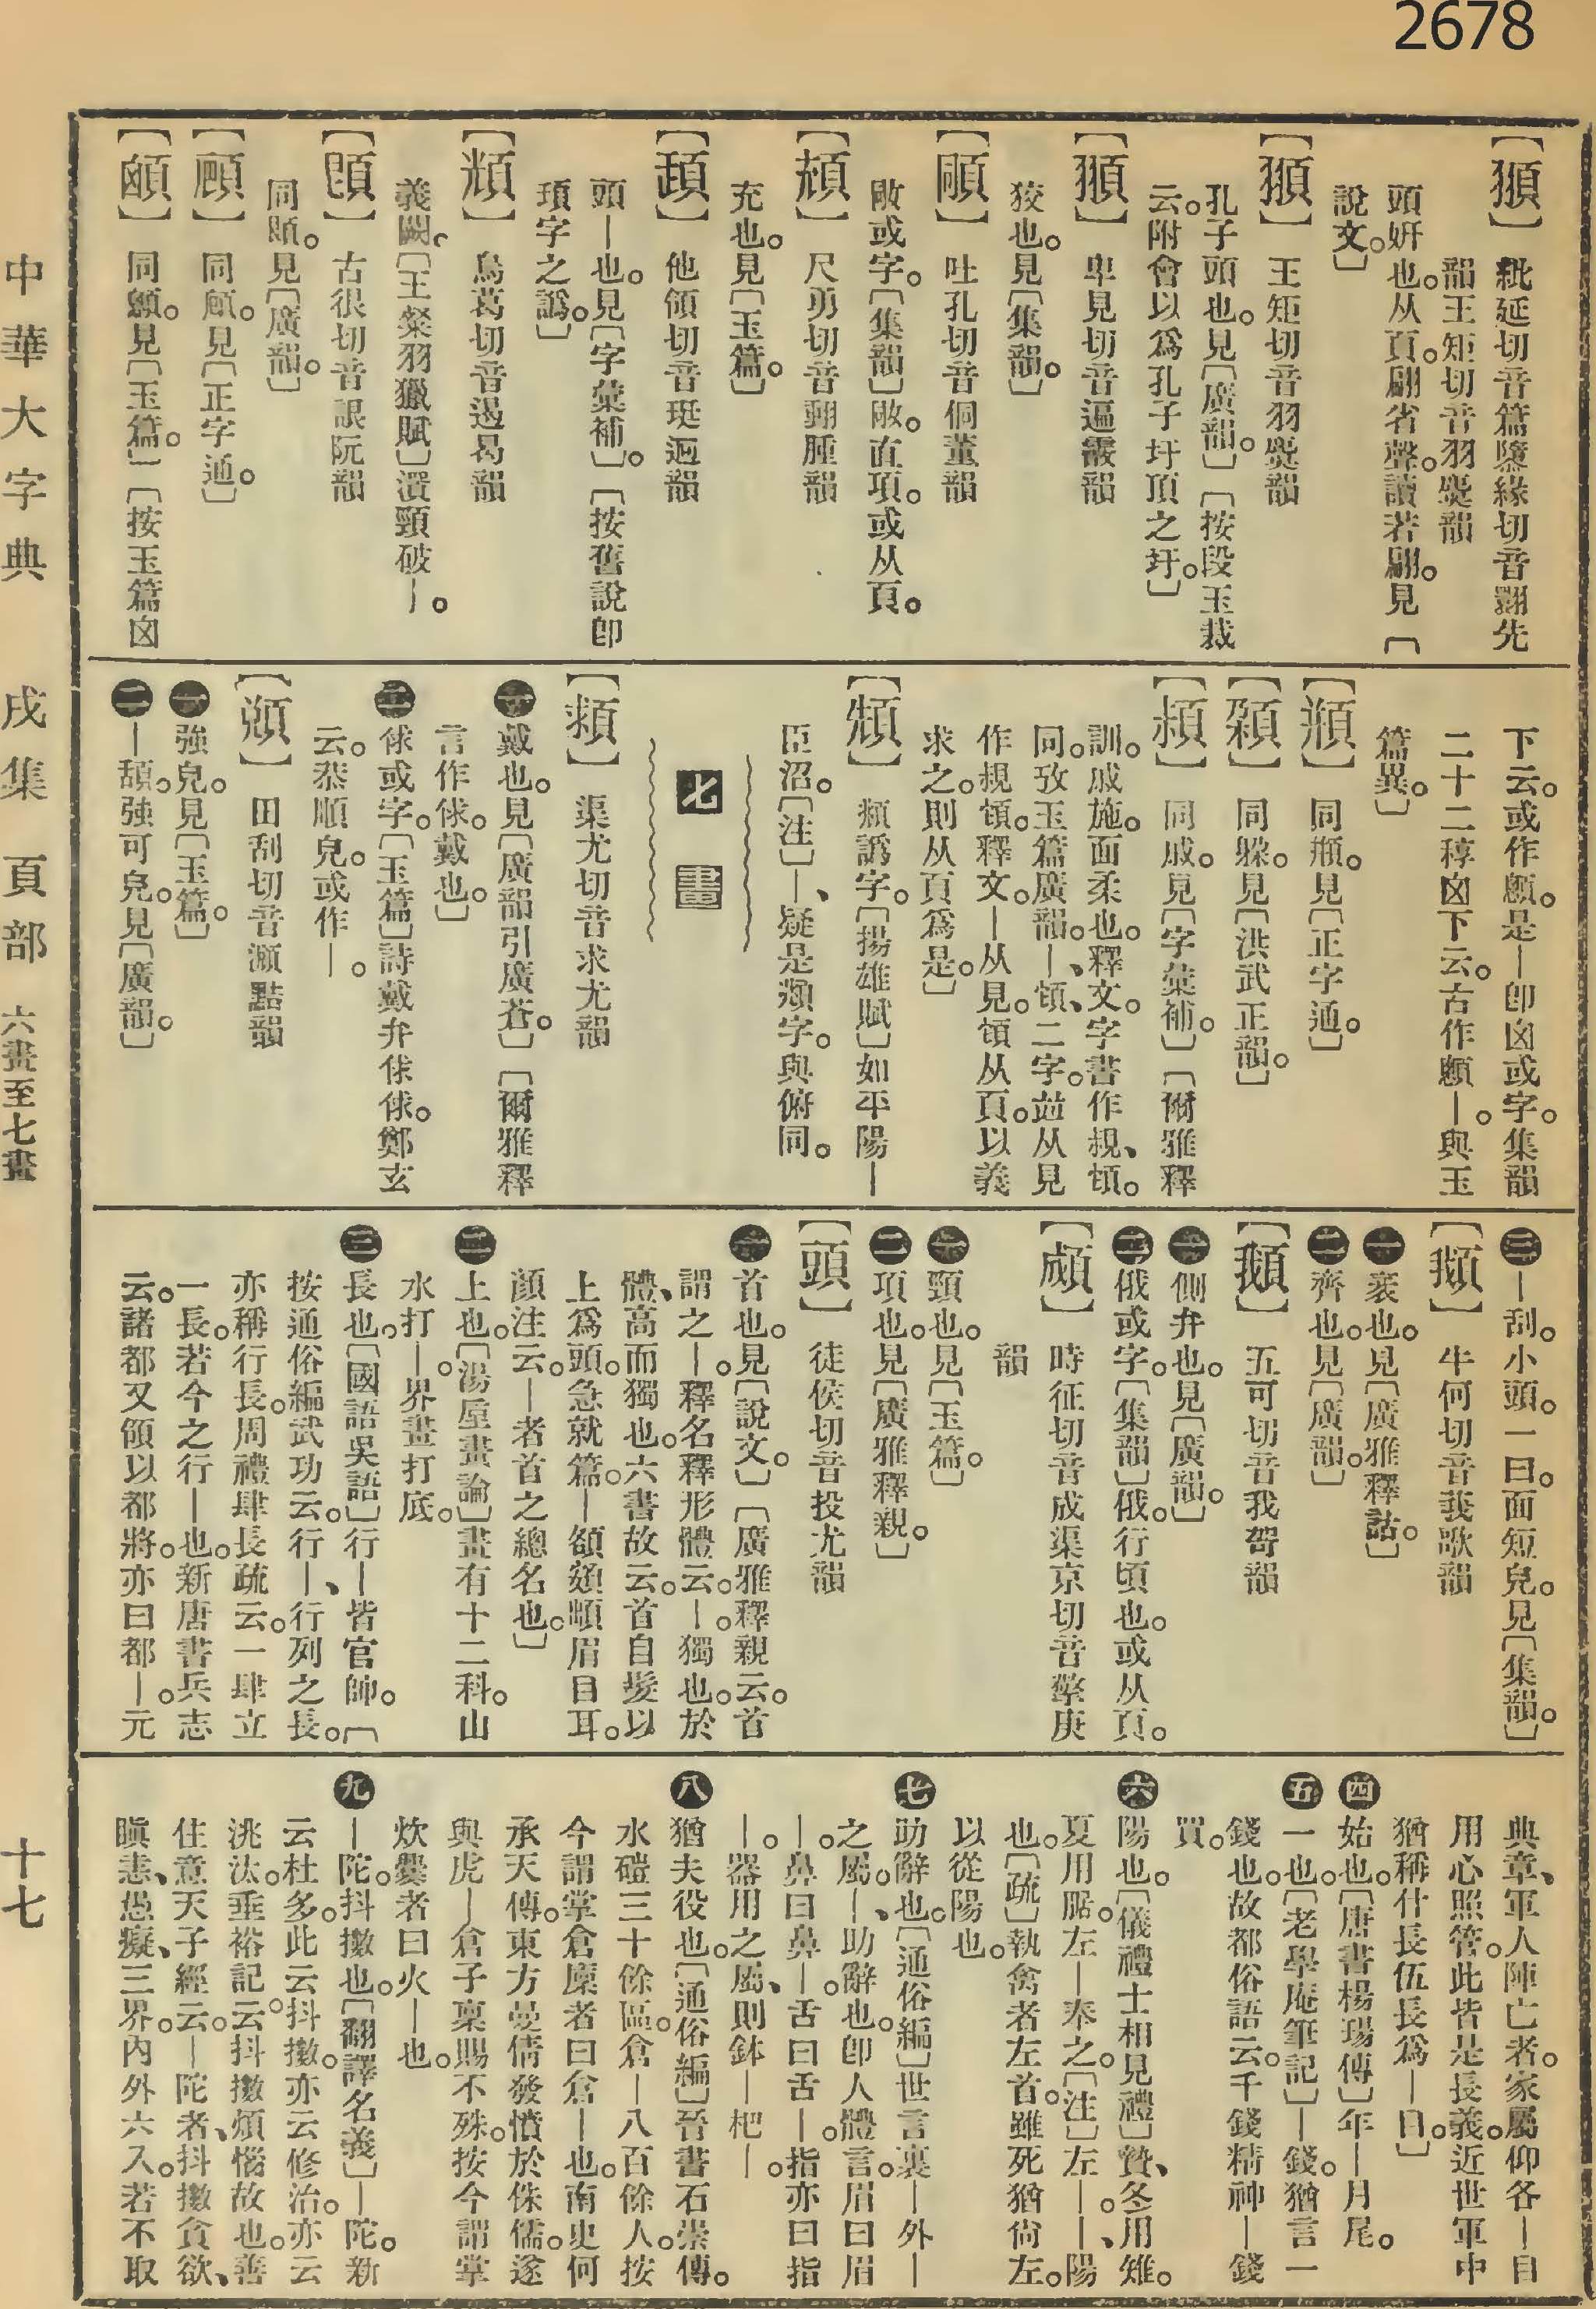 2678
【𩑾】 紕延切音篇隳緣切音翾先
韻王矩切音羽麌韻
頭姸也。从頁。翩省聲。讀若翩。見〔
說文。〕
王矩切音羽麌韻
孔子頭也。見〔廣韻。〕〔按段玉裁
云。附會以爲孔子圩頂之圩。〕
卑見切音遍霰韻
狡也。見〔集韻。〕
吐孔切音侗董韻
敃或字。〔集韻〕敃。直項。或从頁。
尺勇切音𩥫腫韻
充也。見〔玉篇。〕
他領切音珽迥韻
頭—也。見〔字彙補。〕〔按舊說卽
頊字之譌。〕
烏葛切音遏曷韻
義闕。〔王粲羽獵賦〕潰頸破—。
古很切音詪阮韻
同頣。見〔廣韻。〕
同顧。見〔正字通。〕
同顖。見〔玉篇。〕〔按玉篇囟
下云。或作顖。是—卽囟或字。集韻
二十二稕囟下云。古作顖—。與玉
篇異。〕
同頩。見〔正字通。〕
同躱。見〔洪武正韻。〕
同戚。見〔字彙補。〕〔爾雅釋
訓。戚施。面柔也。釋文。字書作規、䪿。
同。攷玉篇廣韻。—、䪿、二字。竝从見
作規䪿。釋文。—从見。䪿从頁。以義
求之。則从頁爲是。〕
頫譌字。〔揚雄賦〕如平陽—
臣沼。〔注〕—、疑是頫字。與俯同。
七 畫
【頄】 渠尤切音求尤韻
㊀戴也。見〔廣韻引廣蒼。〕〔爾雅釋
言作俅。戴也。〕
㊁俅或字。〔玉篇〕詩戴弁俅俅。鄭玄
云。恭順皃。或作—。
田刮切音頢黠韻
㊀強皃。見〔玉篇。〕
㊁—頢。強可皃。見〔廣韻。〕
㊂—刮。小頭。一曰。面短皃。見〔集韻。〕
牛何切音莪歌韻
㊀衺也。見〔廣雅釋詁。〕
㊁齊也。見〔廣韻。〕
五可切音我哿韻
㊀側弁也。見〔廣韻。〕
㊁俄或字。〔集韻〕俄。行頃也。或从頁。
時征切音成渠京切音擎庚
韻
㊀頸也。見〔玉篇。〕
㊁項也。見〔廣雅釋親。〕
【頭】 徒侯切音投尤韻
㊀首也。見〔說文。〕〔廣雅釋親云。首
謂之—。釋名釋形體云。—獨也。於
體、高而獨也。六書故云。首自髮以
上爲頭。急就篇。—頟頞䪼眉目耳。
顏注云。—者首之總名也。〕
㊁上也。〔湯垕畫論〕畫有十二科。山
水打—。界畫打底。
㊂長也。〔國語吳語〕行—皆官帥。〔
按通俗編武功云。行—、行列之長。
亦稱行長。周禮肆長疏云。一肆立
一長。若今之行—也。新唐書兵志
云。諸都又領以都將。亦曰都—。元
典章、軍人陣亡者。家屬仰各—目
用心照管。此皆是長義。近世軍中
猶稱什長伍長爲—目。〕
㊃始也。〔唐書楊瑒傳〕年—月尾。
㊄一也。〔老學庵筆記〕—錢。猶言一
錢也。故都俗語云。千錢精神—錢
買。
㊅陽也。〔儀禮士相見禮〕贄、冬用雉。
夏用腒。左—奉之。〔注〕左—。—、陽
也。〔疏〕執禽者左首。雖死猶尙左。
以從陽也。
㊆助辭也。〔通俗編〕世言裏—外—
之屬。—、助辭也。卽人體言。眉曰眉
—。鼻曰鼻—。舌曰舌—。指亦曰指
—。器用之屬、則鉢—杷—。
㊇猶夫役也。〔通俗編〕晉書石崇傳。
水磑三十餘區。倉—八百餘人。按
今謂掌倉廩者曰倉—也。南史何
承天傳。東方曼倩發憤於侏儒。遂
與虎—倉子稟賜不殊。按今謂掌
炊爨者曰火—也。
㊈—陀。抖擻也。〔翻譯名義〕—陀。新
云杜多。此云抖擻。亦云修治。亦云
洮汰。垂裕記云。抖擻煩惱故也。善
住意天子經云。—陀者、抖擻貪欲、
瞋恚、愚癡、三界。內外六入。若不取
中華大字典 戌集 頁部 六畫至七畫 十七